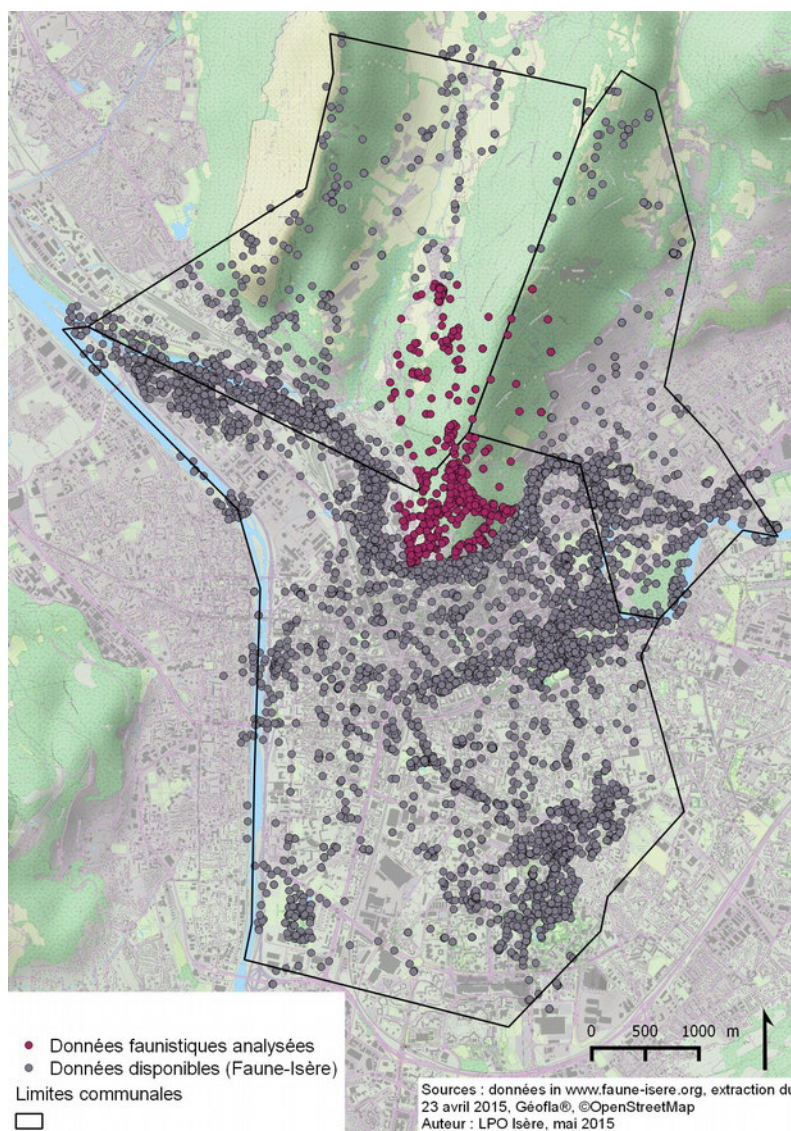 Données faunistiques analysées
Données disponibles (Faune-Isère)
Limites communales
0 500 1000 m
Sources : données in www.faune-isere.org, extraction du
23 avril 2015, Géofla®, ©OpenStreetMap
Auteur : LPO Isère, mai 2015